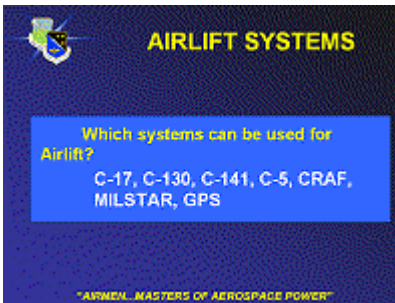 AIRLIFT SYSTEMS
Which systems can be used for
Airlift?
C-17, C-130, C-141, C-5, CRAF,
MILSTAR, GPS
"AIRMEN...MASTERS OF AEROSPACE POWER"